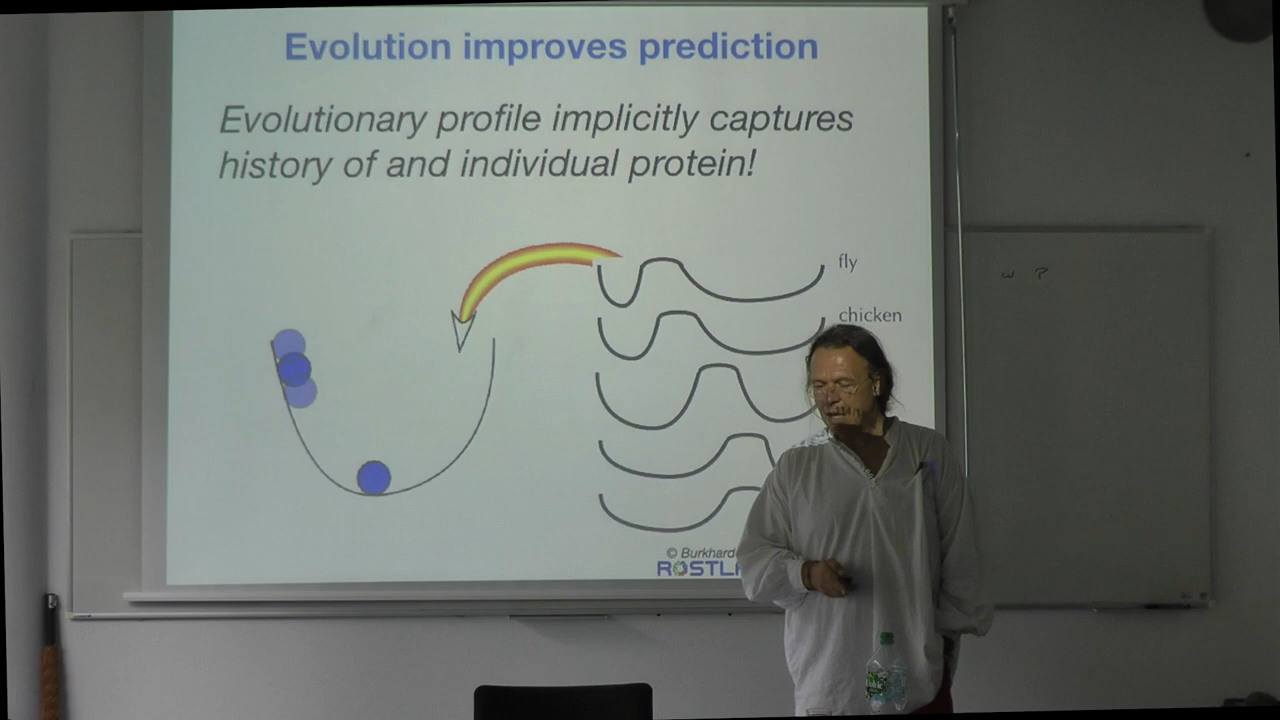 Evolution improves prediction
Evolutionary profile implicitly captures
history of and individual protein!
fly
chicken
w ?
© Burkhard
ROSTL